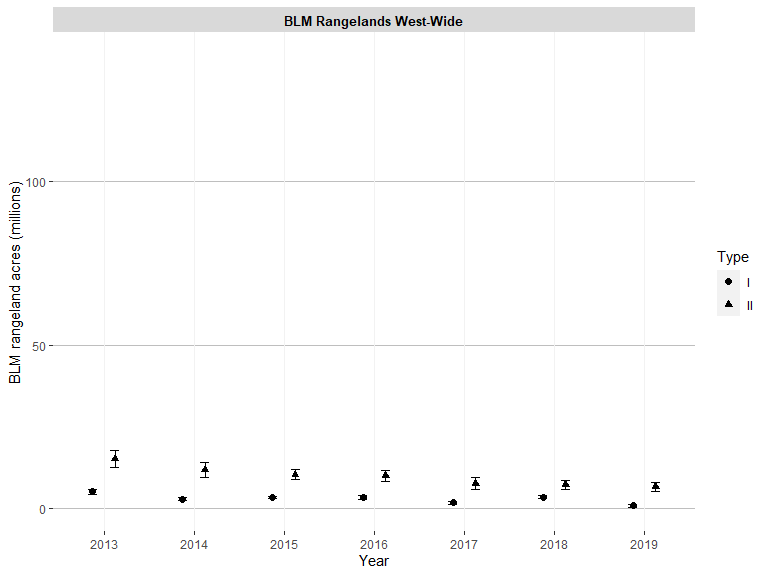 BLM Rangelands West-Wide
BLM rangeland acres (millions)
100
50
0
2013 2014 2015 2016 2017 2018 2019
Year
Type
I
II